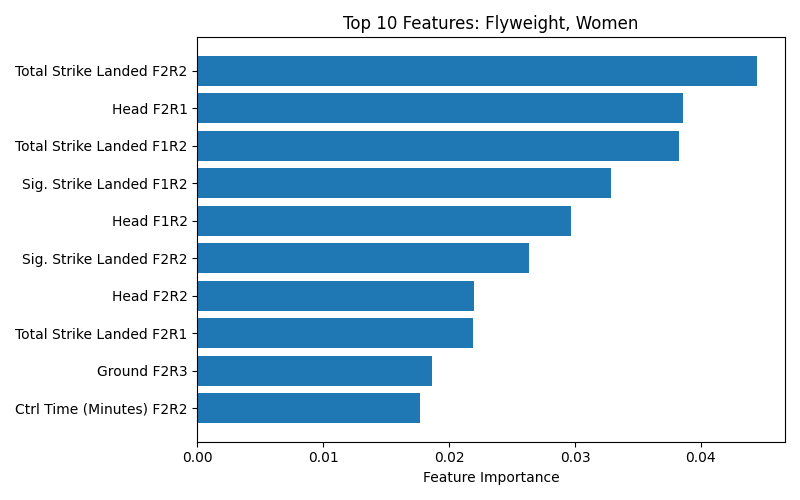 Top 10 Features: Flyweight, Women
Total Strike Landed F2R2
Head F2R1
Total Strike Landed F1R2
Sig. Strike Landed F1R2
Head F1R2
Sig. Strike Landed F2R2
Head F2R2
Total Strike Landed F2R1
Ground F2R3
Ctrl Time (Minutes) F2R2
0.00 0.01 0.02 0.03 0.04
Feature Importance